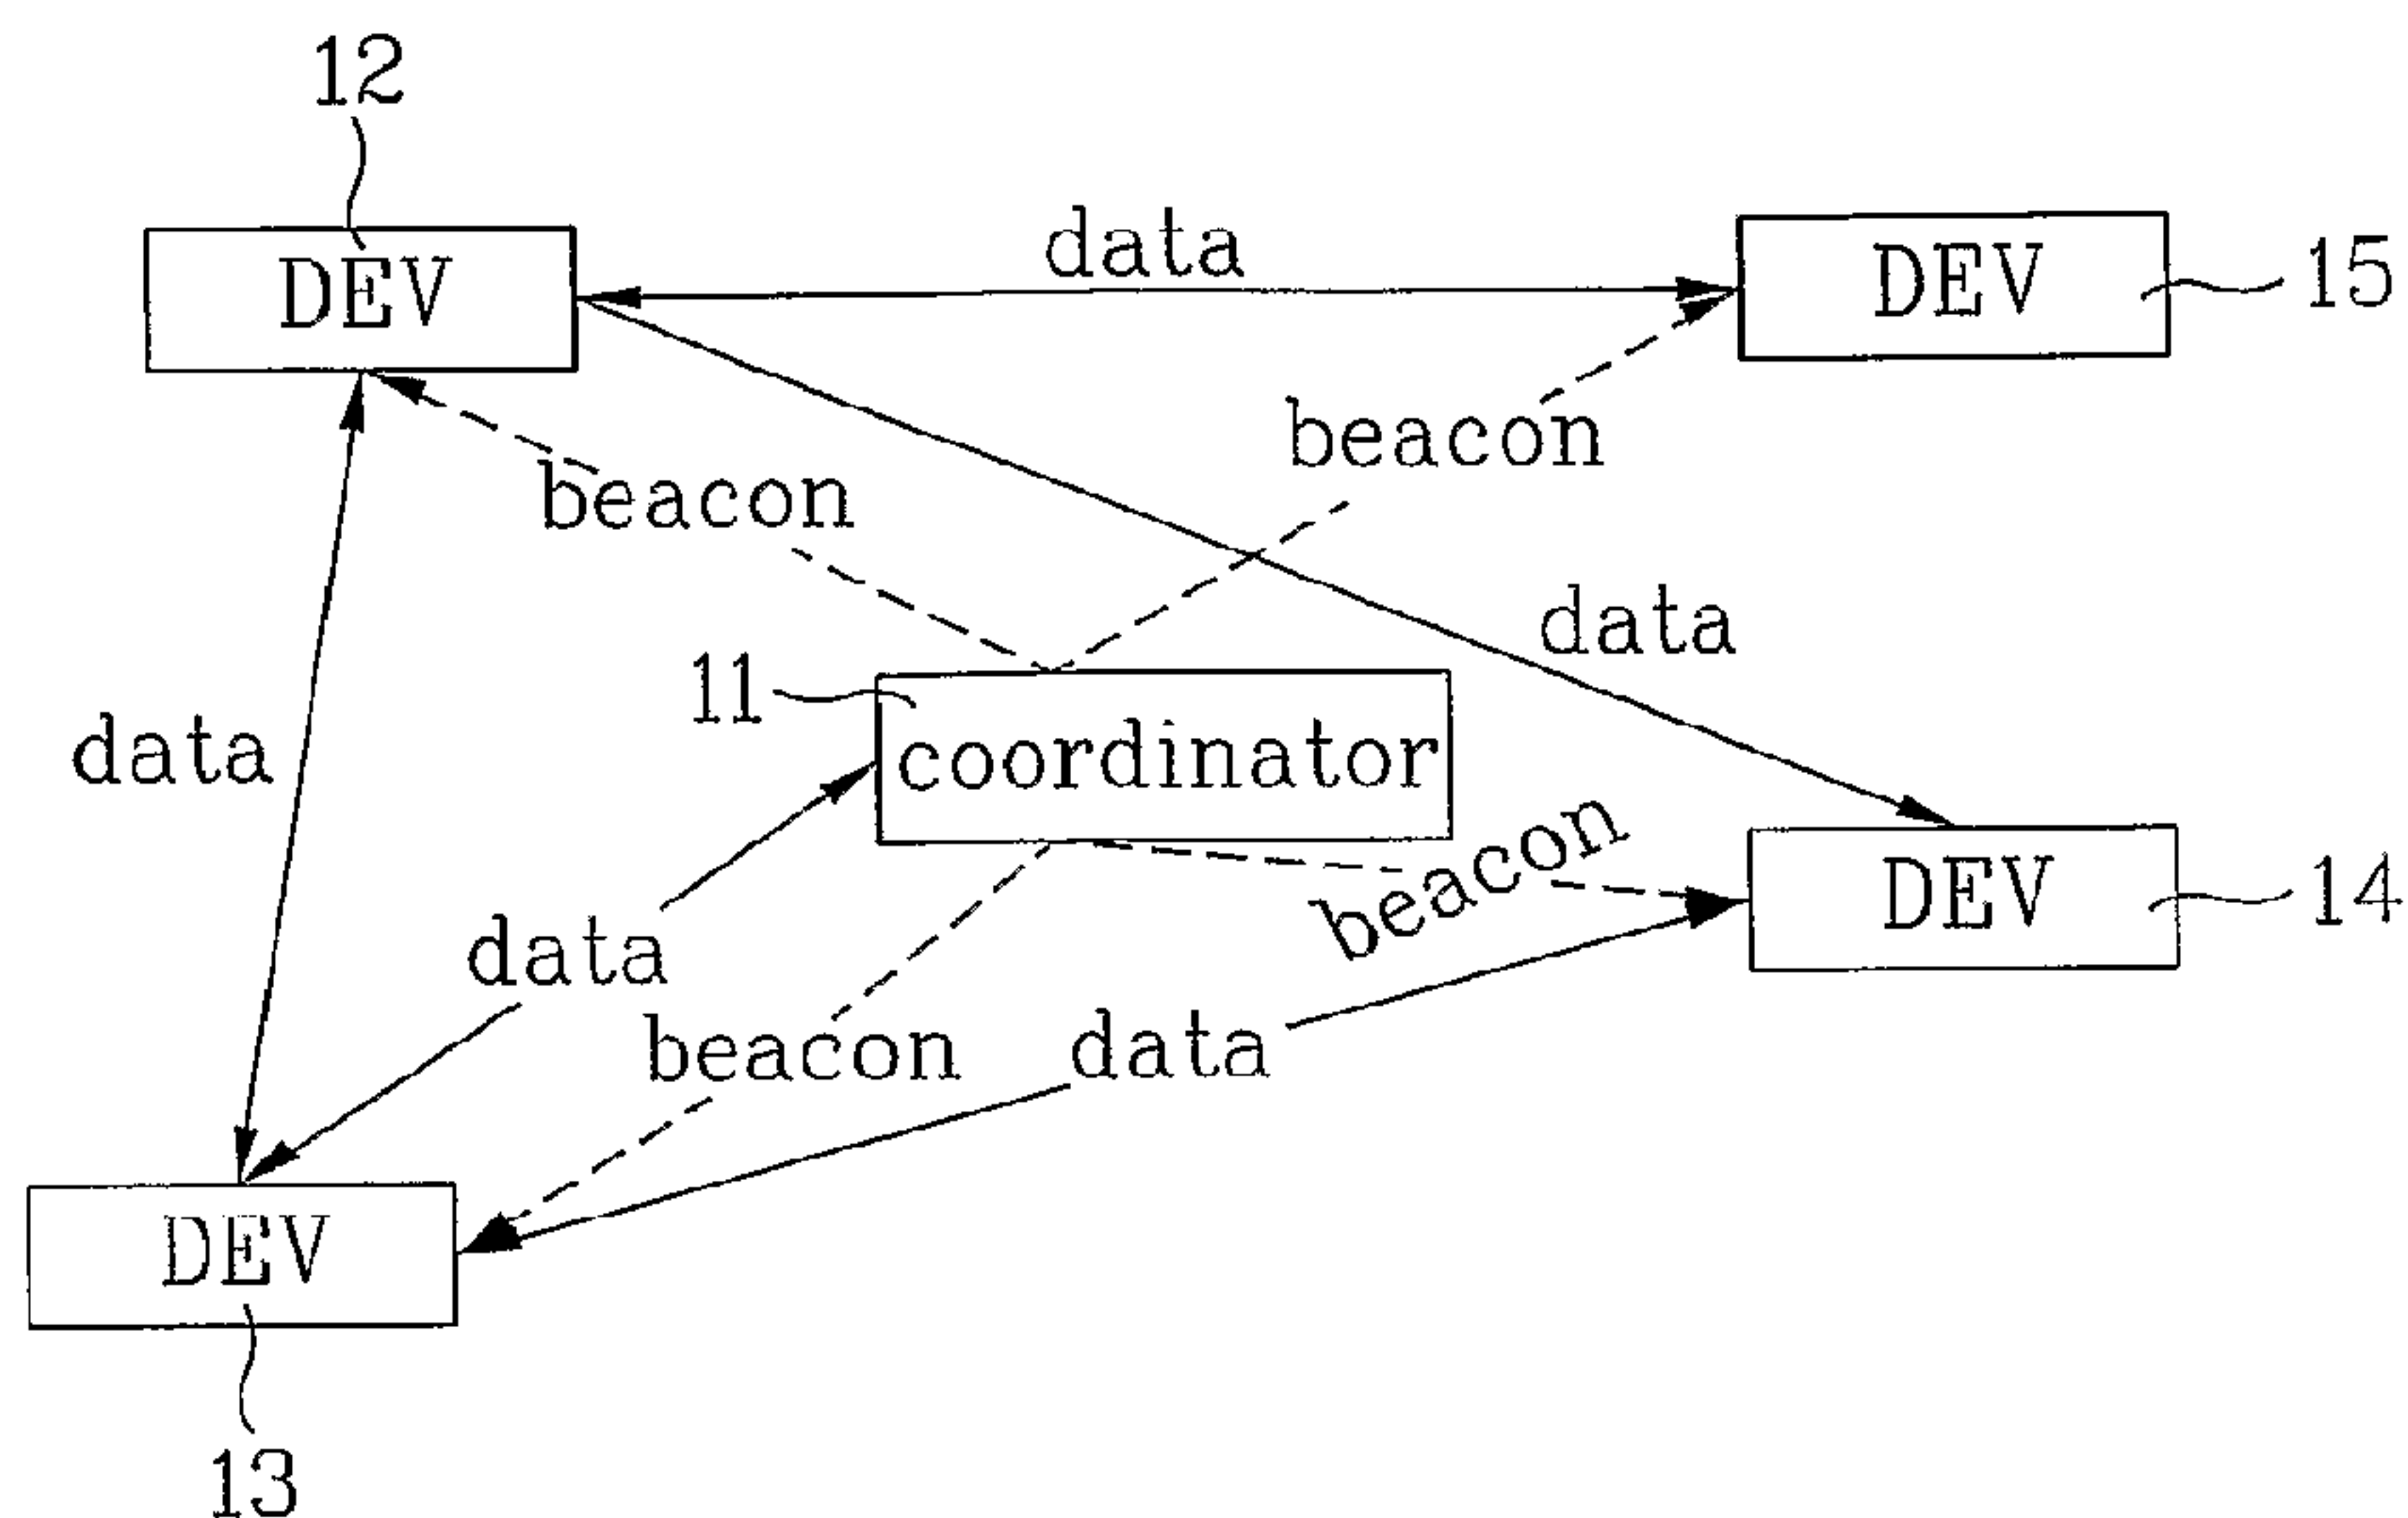 12
data
DEV
DEV
15
beacon
beacon
data
11
coordinator
data
beacon
DEV
14
data
beacon
data
DEV
13